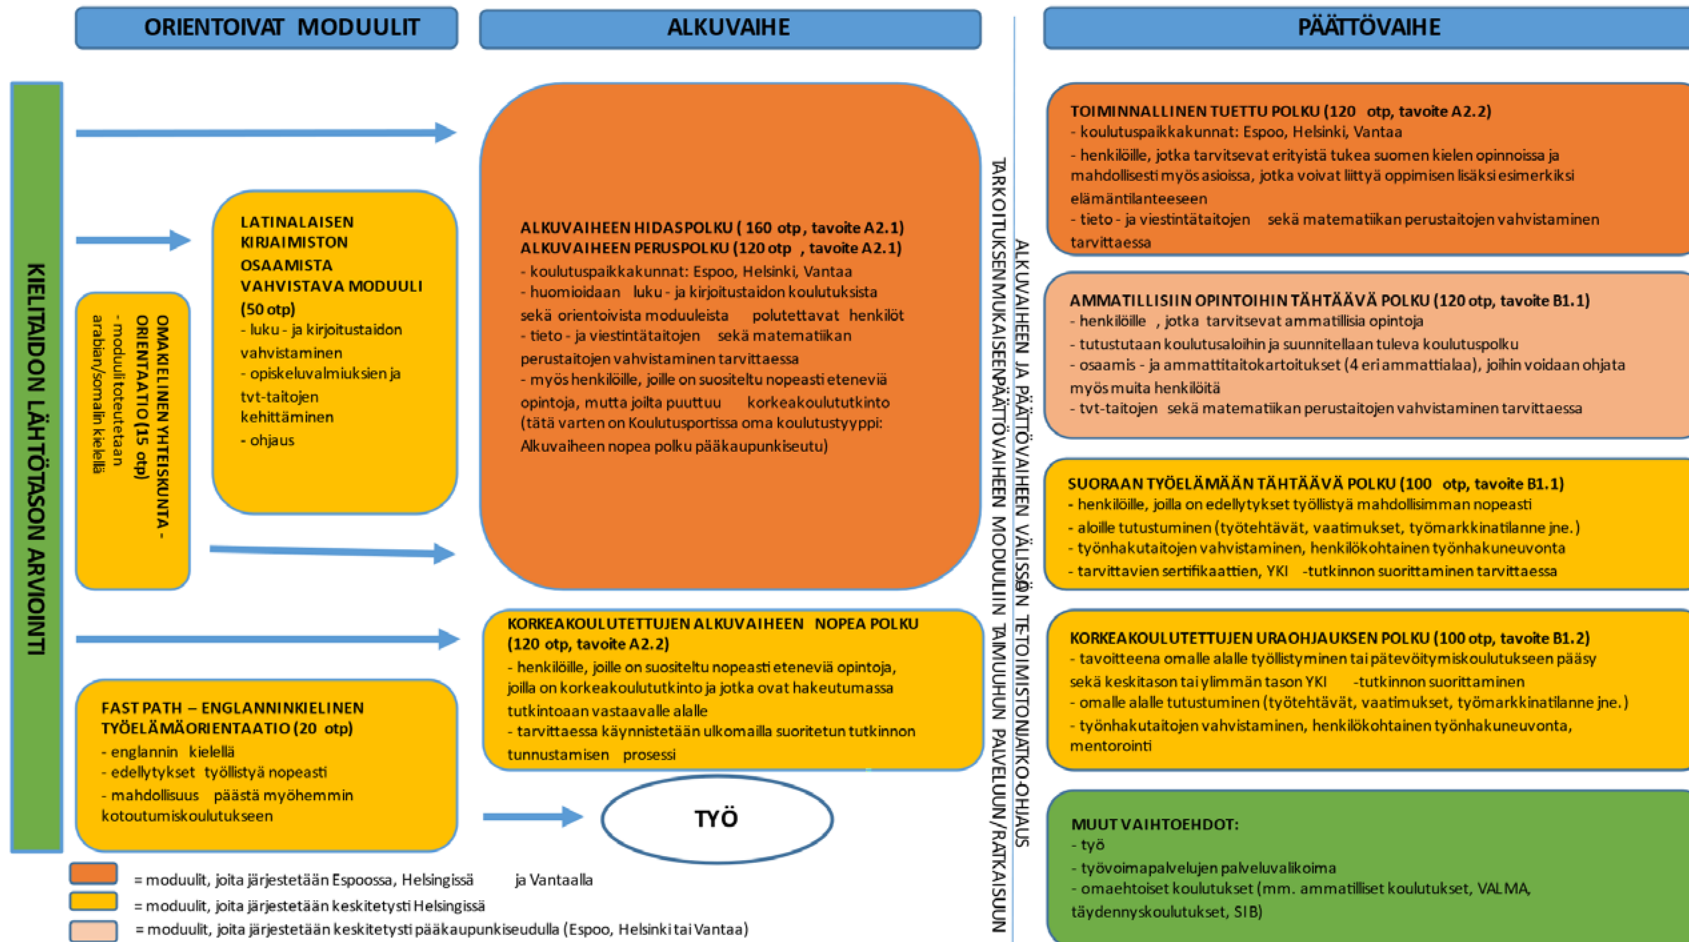 ORIENTOIVAT MODUULIT
ALKUVAIHE
PÄÄTTÖVAIHE
KIELITAIDON LÄHTÖTASON ARVIOINTI
OMAKIELINEN YHTEISKUNTA -
ORIENTAATIO (15 otp)
- moduuli toteutetaan
arabian/somalin kielellä
LATINALAISEN
KIRJAIMISTON
OSAAMISTA
VAHVISTAVA MODUULI
(50 otp)
- luku - ja kirjoitustaidon
vahvistaminen
- opiskeluvalmiuksien ja
tvt-taitojen
kehittäminen
- ohjaus
FAST PATH – ENGLANNINKIELINEN
TYÖELÄMÄORIENTAATIO (20 otp)
- englannin kielellä
- edellytykset työllistyä nopeasti
- mahdollisuus päästä myöhemmin
kotoutumiskoulutukseen
ALKUVAIHEEN HIDASPOLKU ( 160 otp , tavoite A2.1)
ALKUVAIHEEN PERUSPOLKU (120 otp , tavoite A2.1)
- koulutuspaikkakunnat: Espoo, Helsinki, Vantaa
- huomioidaan luku - ja kirjoitustaidon koulutuksista
sekä orientoivista moduuleista polutettavat henkilöt
- tieto - ja viestintätaitojen sekä matematiikan
perustaitojen vahvistaminen tarvittaessa
- myös henkilöille, joille on suositeltu nopeasti eteneviä
opintoja, mutta joilta puuttuu korkeakoulututkinto
(tätä varten on Koulutusportissa oma koulutustyyppi:
Alkuvaiheen nopea polku pääkaupunkiseutu)
KORKEAKOULUTETTUJEN ALKUVAIHEEN NOPEA POLKU
(120 otp, tavoite A2.2)
- henkilöille, joille on suositeltu nopeasti eteneviä opintoja,
joilla on korkeakoulututkinto ja jotka ovat hakeutumassa
tutkintoaan vastaavalle alalle
- tarvittaessa käynnistetään ulkomailla suoritetun tutkinnon
tunnustamisen prosessi
TYÖ
ALKUVAIHEEN JA PÄÄTTÖVAIHEEN VÄLISSÄ ON TE-TOIMISTON JATKO-OHJAUS
TARKOITUKSENMUKAISEEN PÄÄTTÖVAIHEEN MODUULIIN TAI MUUHUN PALVELUUN/RATKAISUUN
TOIMINNALLINEN TUETTU POLKU (120 otp, tavoite A2.2)
- koulutuspaikkakunnat: Espoo, Helsinki, Vantaa
- henkilöille, jotka tarvitsevat erityistä tukea suomen kielen opinnoissa ja
mahdollisesti myös asioissa, jotka voivat liittyä oppimisen lisäksi esimerkiksi
elämäntilanteeseen
- tieto - ja viestintätaitojen sekä matematiikan perustaitojen vahvistaminen
tarvittaessa
AMMATILLISIIN OPINTOIHIN TÄHTÄÄVÄ POLKU (120 otp, tavoite B1.1)
- henkilöille , jotka tarvitsevat ammatillisia opintoja
- tutustutaan koulutusaloihin ja suunnitellaan tuleva koulutuspolku
- osaamis - ja ammattitaitokartoitukset (4 eri ammattialaa), joihin voidaan ohjata
myös muita henkilöitä
- tvt-taitojen sekä matematiikan perustaitojen vahvistaminen tarvittaessa
SUORAAN TYÖELÄMÄÄN TÄHTÄÄVÄ POLKU (100 otp, tavoite B1.1)
- henkilöille, joilla on edellytykset työllistyä mahdollisimman nopeasti
- aloille tutustuminen (työtehtävät, vaatimukset, työmarkkinatilanne jne.)
- työnhakutaitojen vahvistaminen, henkilökohtainen työnhakuneuvonta
- tarvittavien sertifikaattien, YKI -tutkinnon suorittaminen tarvittaessa
KORKEAKOULUTETTUJEN URAOHJAUKSEN POLKU (100 otp, tavoite B1.2)
- tavoitteena omalle alalle työllistyminen tai pätevöitymiskoulutukseen pääsy
sekä keskitason tai ylimmän tason YKI -tutkinnon suorittaminen
- omalle alalle tutustuminen (työtehtävät, vaatimukset, työmarkkinatilanne jne.)
- työnhakutaitojen vahvistaminen, henkilökohtainen työnhakuneuvonta,
mentorointi
MUUT VAIHTOEHDOT:
- työ
- työvoimapalvelujen palveluvalikoima
- omaehtoiset koulutukset (mm. ammatilliset koulutukset, VALMA,
täydennyskoulutukset, SIB)
= moduulit, joita järjestetään Espoossa, Helsingissä ja Vantaalla
= moduulit, joita järjestetään keskitetysti Helsingissä
= moduulit, joita järjestetään keskitetysti pääkaupunkiseudulla (Espoo, Helsinki tai Vantaa)